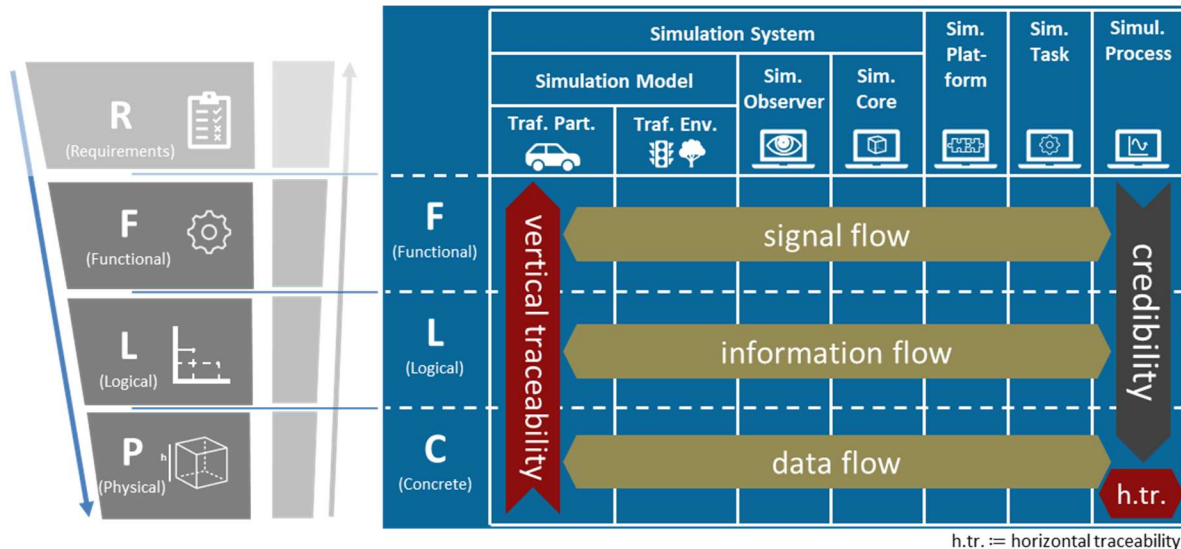 R
(Requirements)
F
(Functional)
L
(Logical)
h
P
(Physical)
Simulation System
Sim.
Plat-
form
Sim.
Task
Simul.
Process
Simulation Model
Sim.
Observer
Sim.
Core
Traf. Part.
Traf. Env.
F
(Functional)
L
(Logical)
C
(Concrete)
vertical traceability
signal flow
information flow
data flow
credibility
h.tr.
h.tr. := horizontal traceability